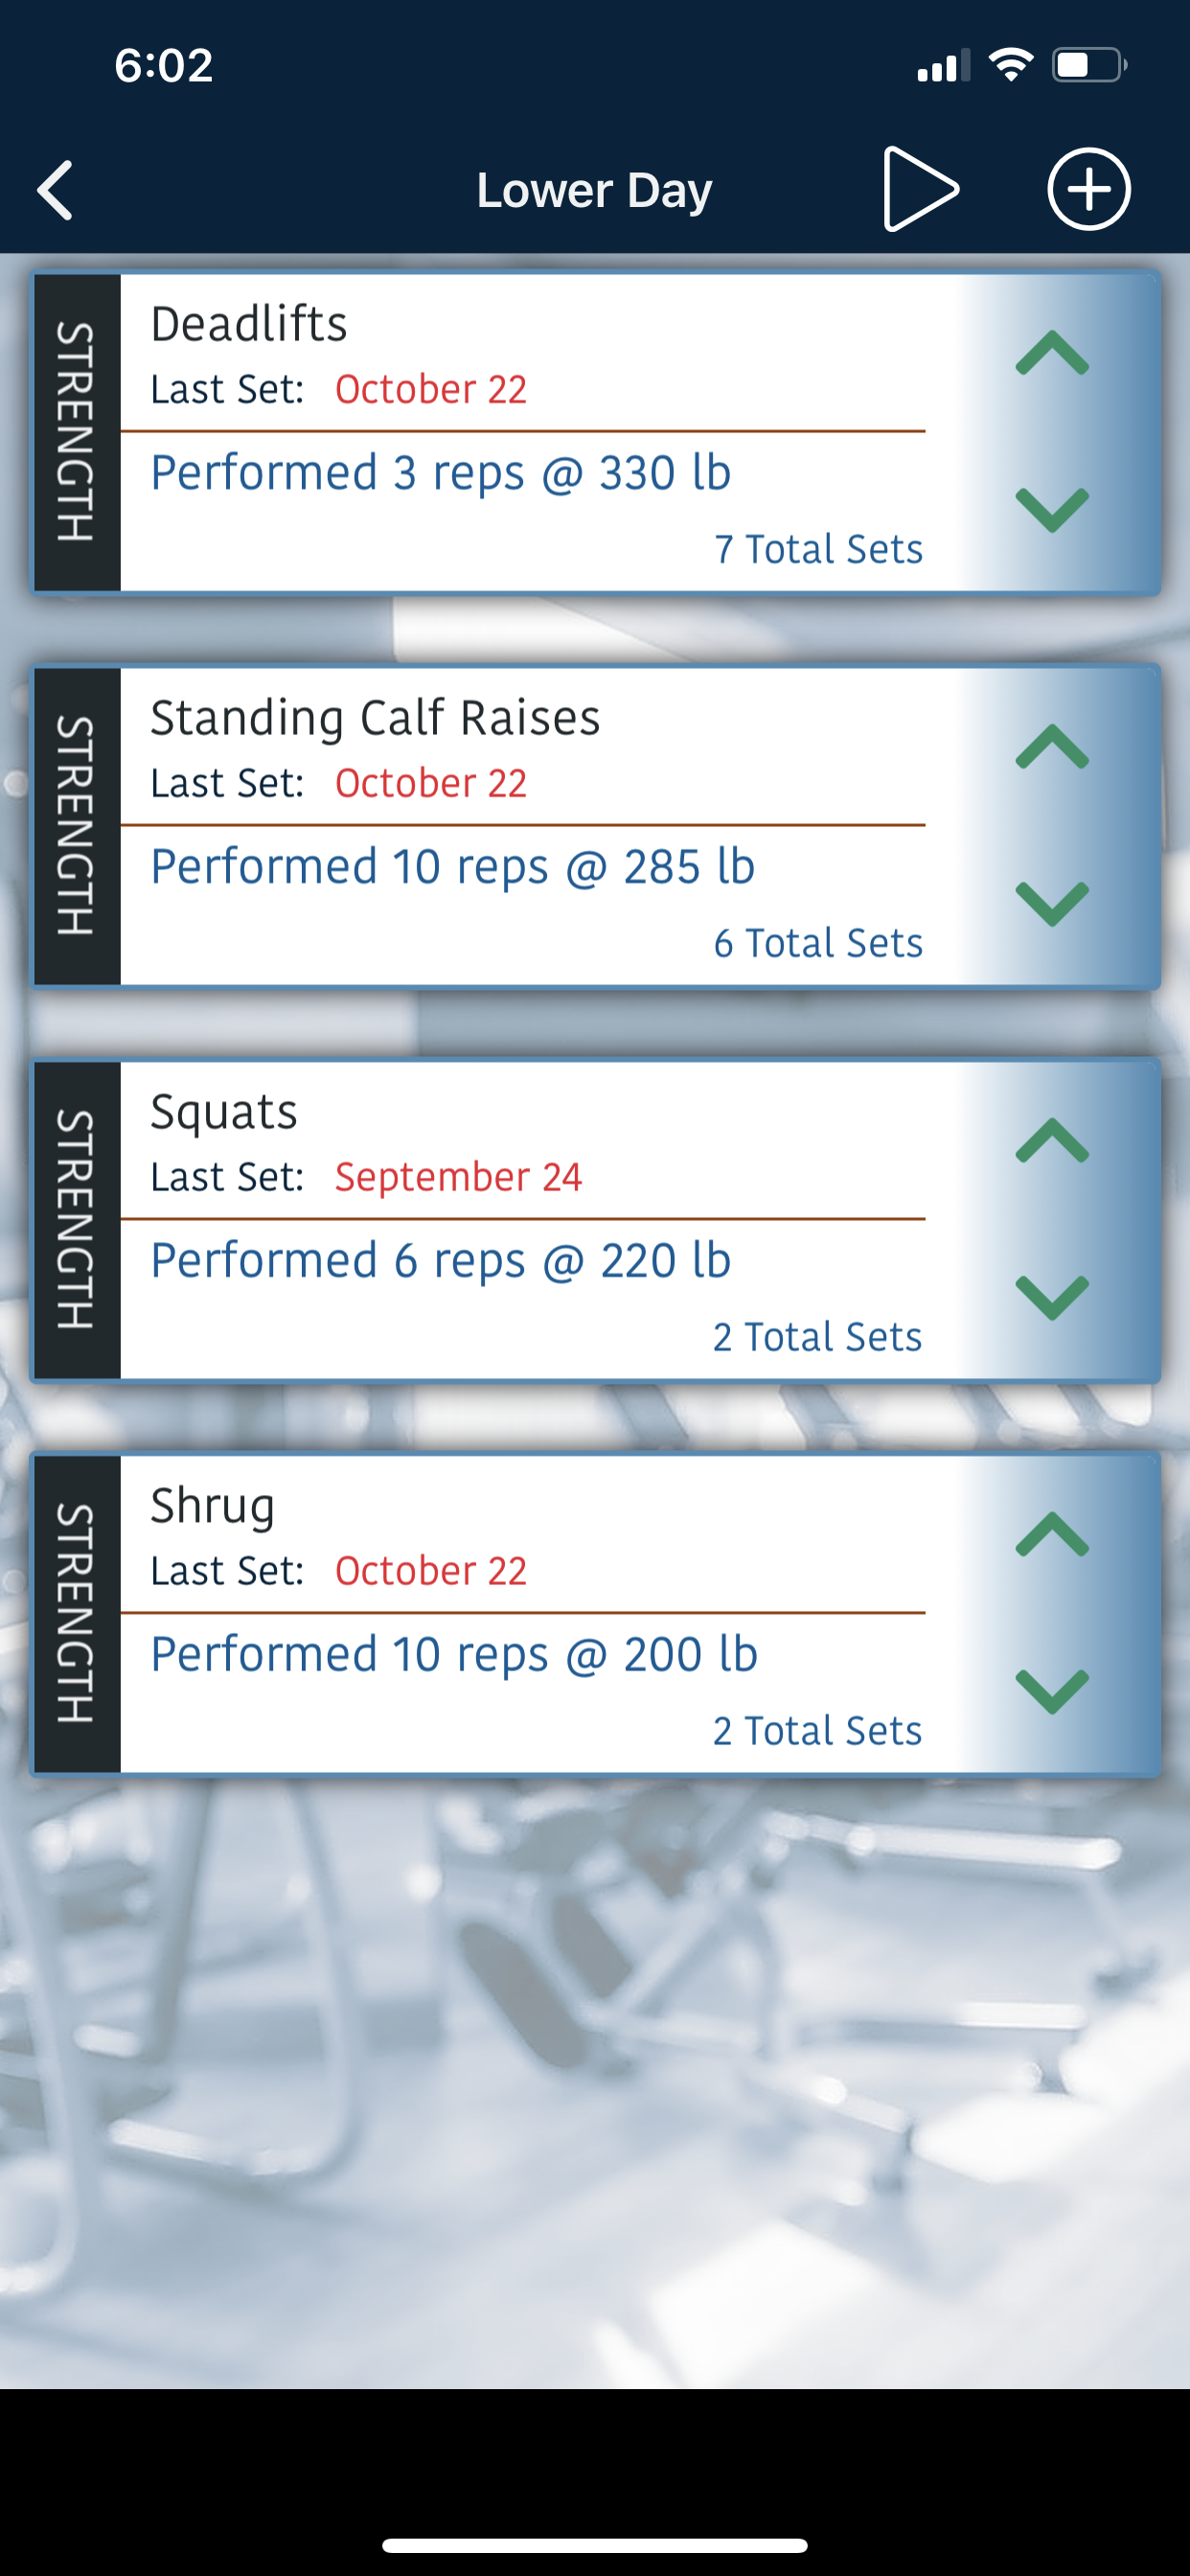 6:02
Lower Day
STRENGTH
Deadlifts
Last Set: October 22
Performed 3 reps @ 330 lb
7 Total Sets
STRENGTH
Standing Calf Raises
Last Set: October 22
Performed 10 reps @ 285 lb
6 Total Sets
STRENGTH
Squats
Last Set: September 24
Performed 6 reps @ 220 lb
2 Total Sets
STRENGTH
Shrug
Last Set: October 22
Performed 10 reps @ 200 lb
2 Total Sets